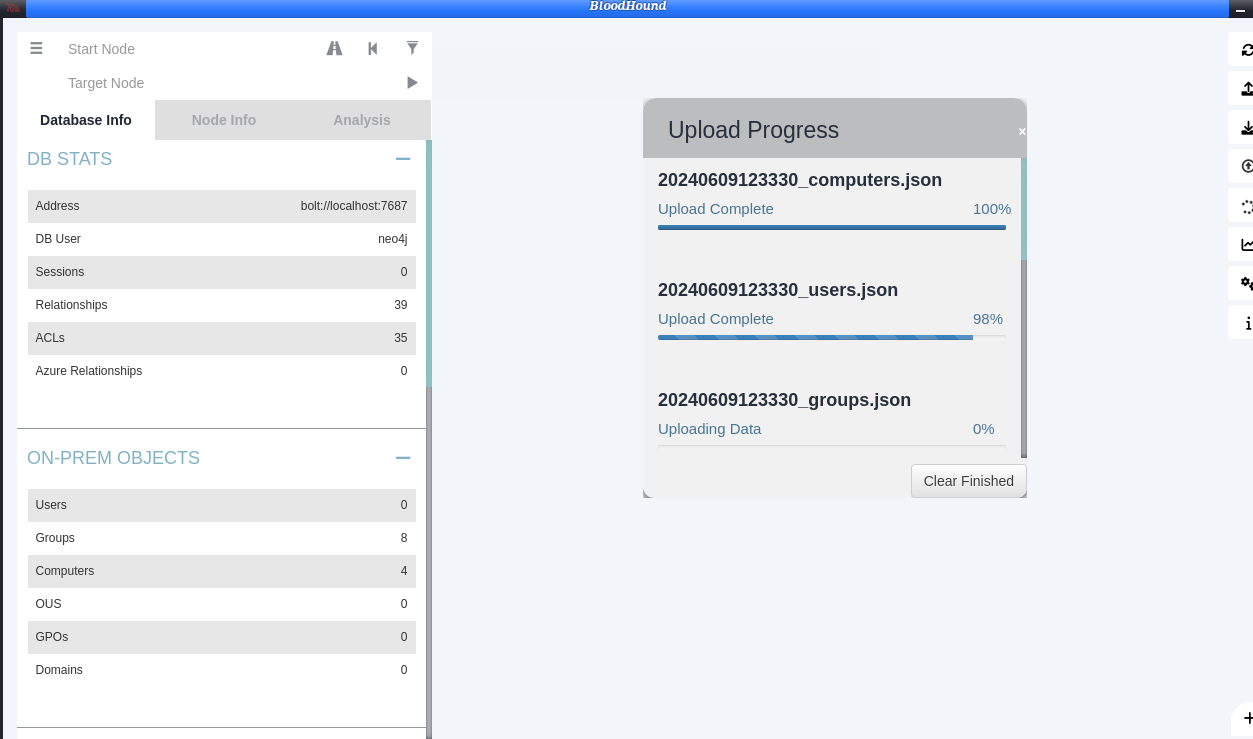 BloodHound
Start Node
Target Node
Database Info Node Info Analysis
DB STATS
Address bolt://localhost:7687
DB User neo4j
Sessions 0
Relationships 39
ACLs 35
Azure Relationships 0
ON-PREM OBJECTS
Users 0
Groups 8
Computers 4
OUS 0
GPOs 0
Domains 0
Upload Progress
×
20240609123330_computers.json
Upload Complete 100%
20240609123330_users.json
Upload Complete 98%
20240609123330_groups.json
Uploading Data 0%
Clear Finished